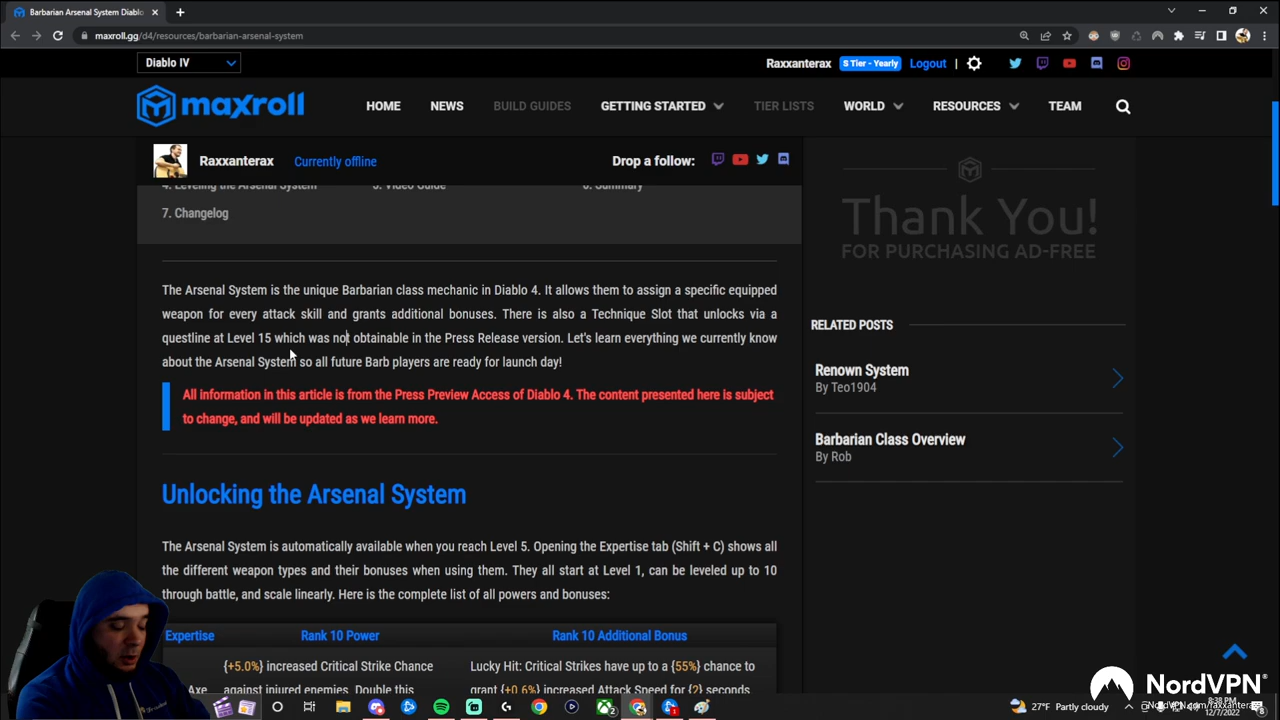 Barbarian Arsenal System Diablo
maxroll.gg/d4/resources/barbarian-arsenal-system
Diablo IV
Raxxanterax
S Tier - Yearly
Logout
maxroll
HOME
NEWS
BUILD GUIDES
GETTING STARTED
TIER LISTS
WORLD
RESOURCES
TEAM
Raxxanterax
Currently offline
Drop a follow:
4. Leveling the Arsenal System
5. Video Guide
6. Summary
7. Changelog
The Arsenal System is the unique Barbarian class mechanic in Diablo 4. It allows them to assign a specific equipped
weapon for every attack skill and grants additional bonuses. There is also a Technique Slot that unlocks via a
questline at Level 15 which was not obtainable in the Press Release version. Let's learn everything we currently know
about the Arsenal System so all future Barb players are ready for launch day!
All information in this article is from the Press Preview Access of Diablo 4. The content presented here is subject
to change, and will be updated as we learn more.
Unlocking the Arsenal System
The Arsenal System is automatically available when you reach Level 5. Opening the Expertise tab (Shift + C) shows all
the different weapon types and their bonuses when using them. They all start at Level 1, can be leveled up to 10
through battle, and scale linearly. Here is the complete list of all powers and bonuses:
Expertise
Rank 10 Power
Rank 10 Additional Bonus
{+5.0%} increased Critical Strike Chance
Lucky Hit: Critical Strikes have up to a {55%} chance to
Axe
against injured enemies. Double this
grant {+0.6%} increased Attack Speed for {2} seconds
Thank You!
FOR PURCHASING AD-FREE
RELATED POSTS
Renown System
By Teo1904
Barbarian Class Overview
By Rob
NordVPN®
27°F Partly cloudy
12/7/2022